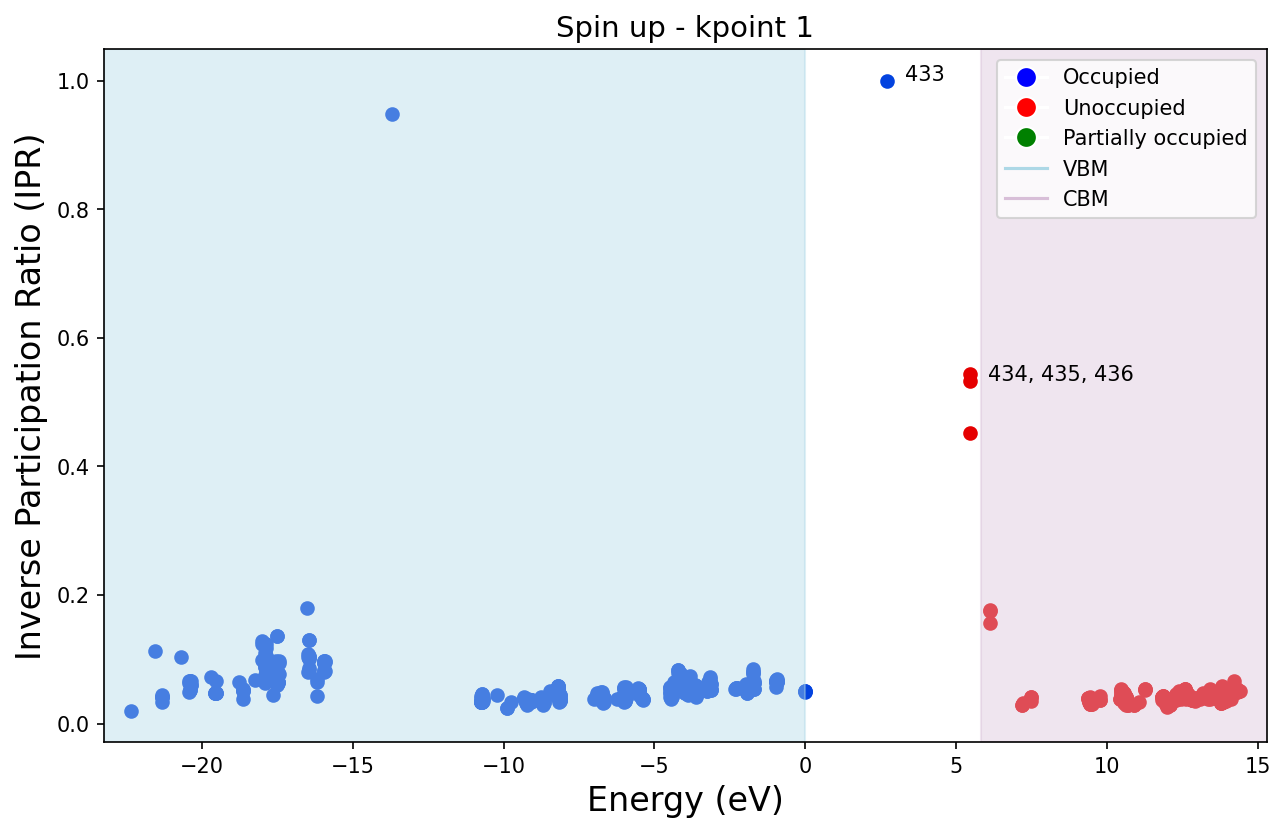 Spin up - kpoint 1
Inverse Participation Ratio (IPR)
1.0
0.8
0.6
0.4
0.2
0.0
433
434, 435, 436
Occupied
Unoccupied
Partially occupied
VBM
CBM
−20
−15
−10
−5
0
5
10
15
Energy (eV)